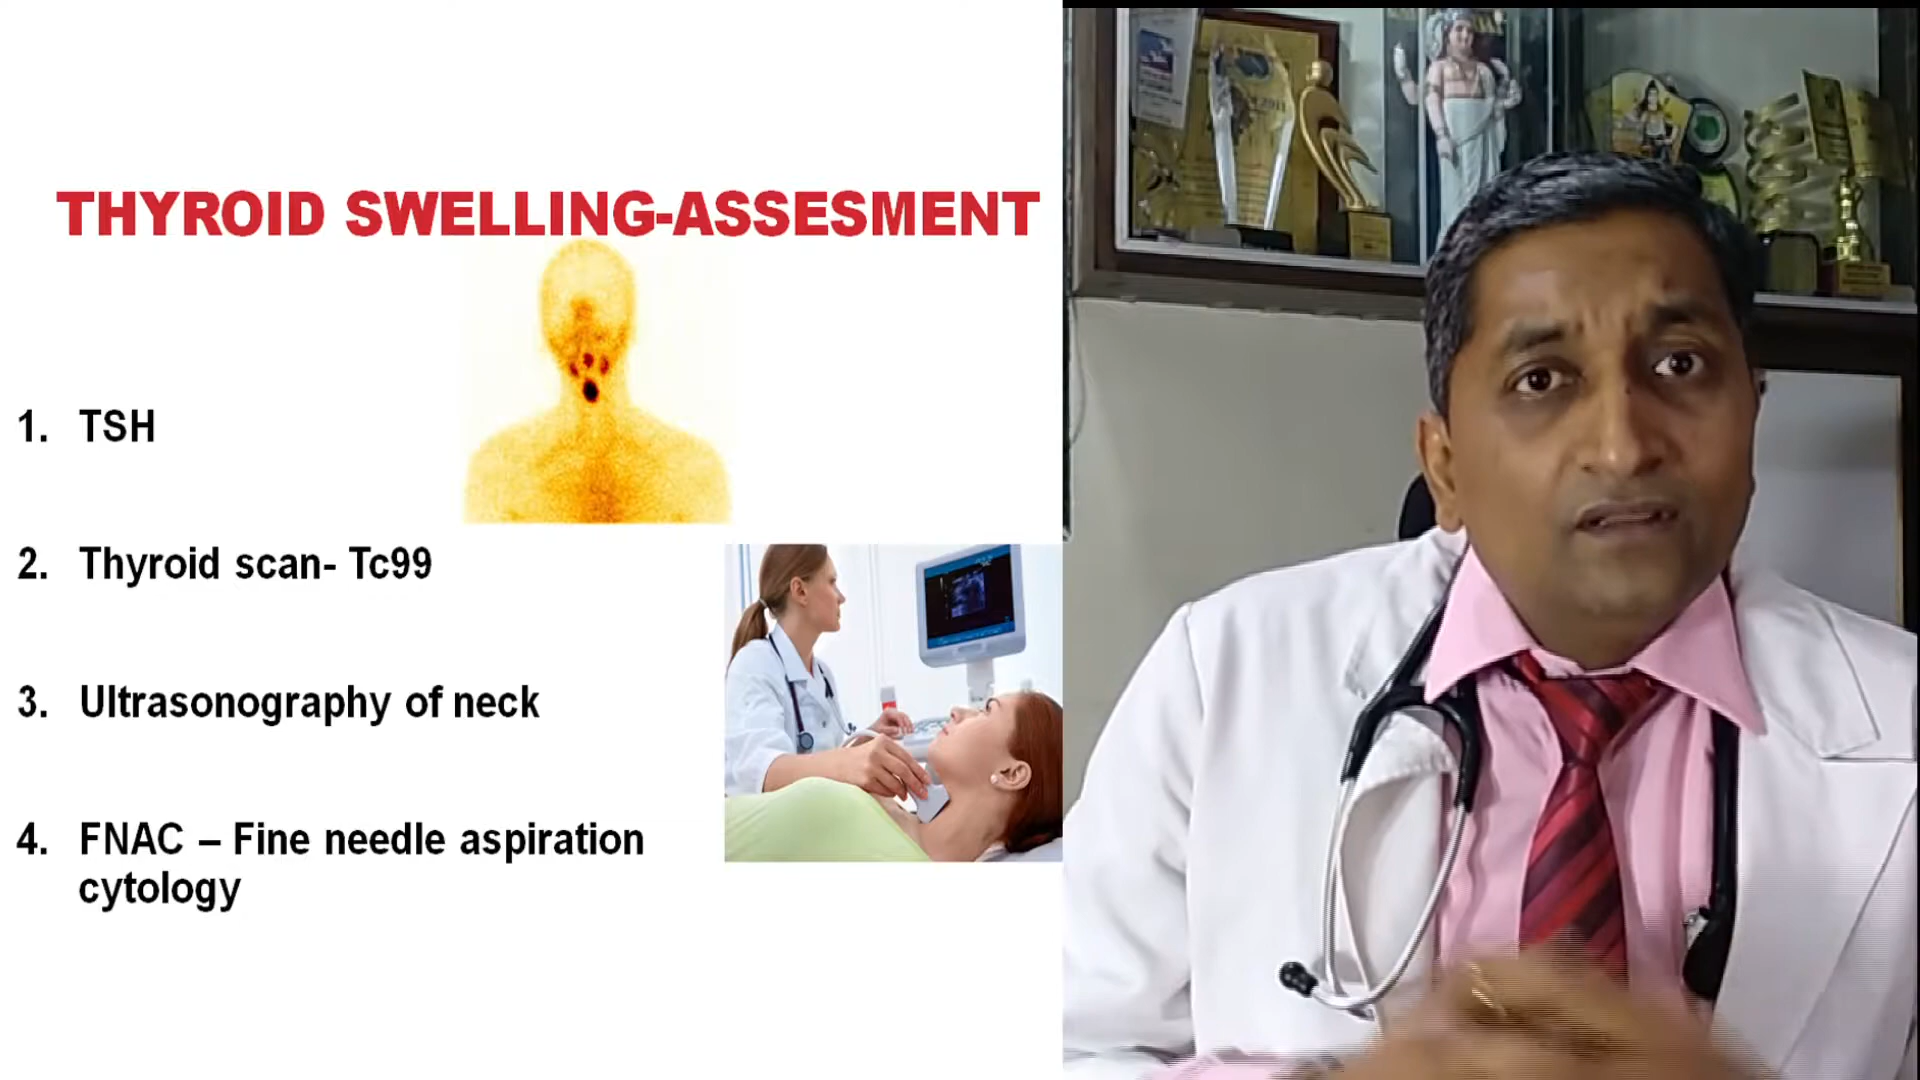 THYROID SWELLING-ASSESMENT
1. TSH
2. Thyroid scan- Tc99
3. Ultrasonography of neck
4. FNAC – Fine needle aspiration
cytology